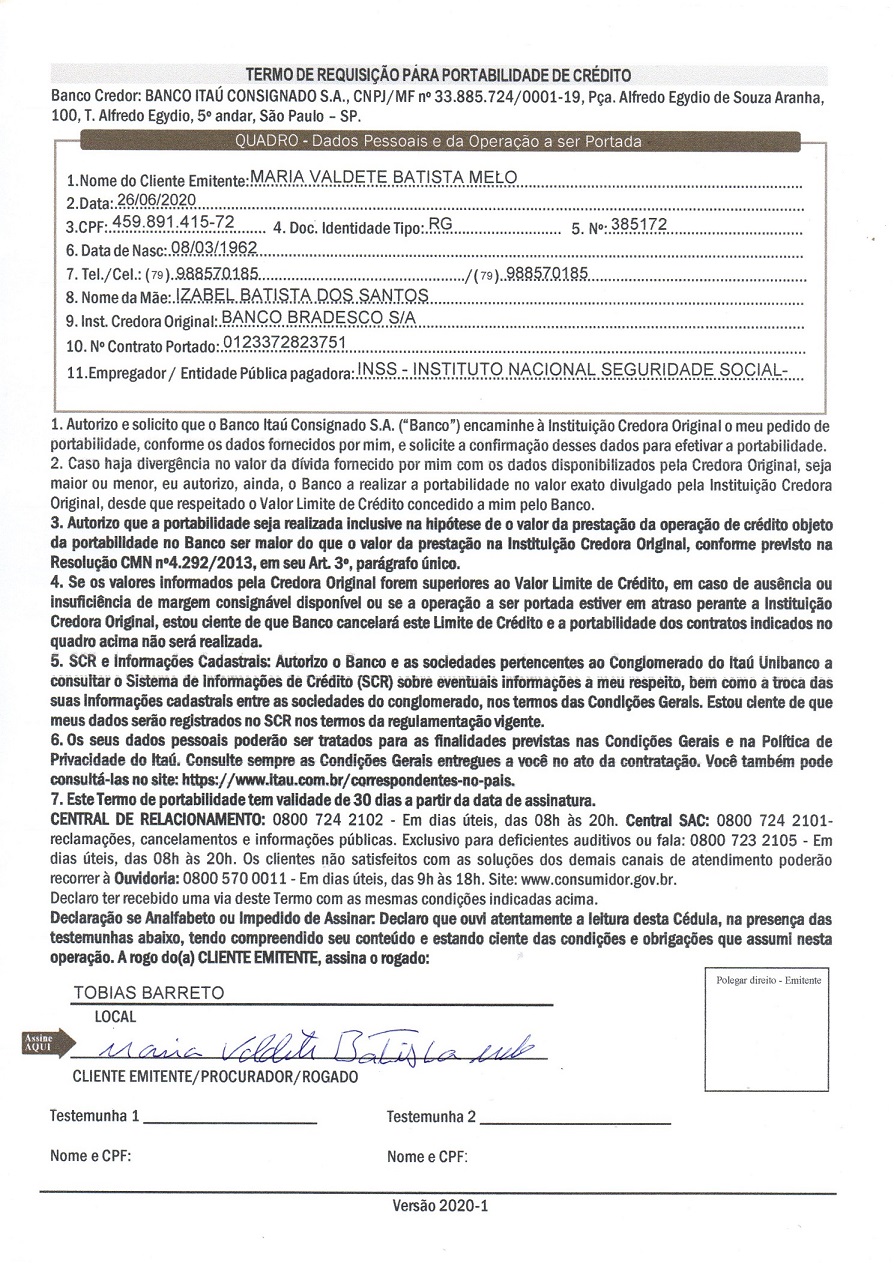 TERMO DE REQUISIÇÃO PARA PORTABILIDADE DE CRÉDITO
Banco Credor: BANCO ITAÚ CONSIGNADO S.A., CNPJ/MF nº 33.885.724/0001-19, Pça. Alfredo Egydio de Souza Aranha,
100, T. Alfredo Egydio, 5º andar, São Paulo – SP.
QUADRO - Dados Pessoais e da Operação a ser Portada
1.Nome do Cliente Emitente: MARIA VALDETE BATISTA MELO
2.Data: 26/06/2020
3.CPF: 459.891.415-72 4. Doc. Identidade Tipo: RG 5. Nº: 385172
6. Data de Nasc: 08/03/1962
7. Tel./Cel.: (79) 988570185 /(79) 988570185
8. Nome da Mãe: IZABEL BATISTA DOS SANTOS
9. Inst. Credora Original: BANCO BRADESCO S/A
10. Nº Contrato Portado: 0123372823751
11.Empregador / Entidade Pública pagadora: INSS - INSTITUTO NACIONAL SEGURIDADE SOCIAL-
1. Autorizo e solicito que o Banco Itaú Consignado S.A. (“Banco”) encaminhe à Instituição Credora Original o meu pedido de
portabilidade, conforme os dados fornecidos por mim, e solicite a confirmação desses dados para efetivar a portabilidade.
2. Caso haja divergência no valor da dívida fornecido por mim com os dados disponibilizados pela Credora Original, seja
maior ou menor, eu autorizo, ainda, o Banco a realizar a portabilidade no valor exato divulgado pela Instituição Credora
Original, desde que respeitado o Valor Limite de Crédito concedido a mim pelo Banco.
3. Autorizo que a portabilidade seja realizada inclusive na hipótese de o valor da prestação da operação de crédito objeto
da portabilidade no Banco ser maior do que o valor da prestação na Instituição Credora Original, conforme previsto na
Resolução CMN nº4.292/2013, em seu Art. 3º, parágrafo único.
4. Se os valores informados pela Credora Original forem superiores ao Valor Limite de Crédito, em caso de ausência ou
insuficiência de margem consignável disponível ou se a operação a ser portada estiver em atraso perante a Instituição
Credora Original, estou ciente de que Banco cancelará este Limite de Crédito e a portabilidade dos contratos indicados no
quadro acima não será realizada.
5. SCR e Informações Cadastrais: Autorizo o Banco e as sociedades pertencentes ao Conglomerado do Itaú Unibanco a
consultar o Sistema de Informações de Crédito (SCR) sobre eventuais informações a meu respeito, bem como a troca das
suas informações cadastrais entre as sociedades do conglomerado, nos termos das Condições Gerais. Estou ciente de que
meus dados serão registrados no SCR nos termos da regulamentação vigente.
6. Os seus dados pessoais poderão ser tratados para as finalidades previstas nas Condições Gerais e na Política de
Privacidade do Itaú. Consulte sempre as Condições Gerais entregues a você no ato da contratação. Você também pode
consultá-las no site: https://www.itau.com.br/correspondentes-no-pais.
7. Este Termo de portabilidade tem validade de 30 dias a partir da data de assinatura.
CENTRAL DE RELACIONAMENTO: 0800 724 2102 - Em dias úteis, das 08h às 20h. Central SAC: 0800 724 2101-
reclamações, cancelamentos e informações públicas. Exclusivo para deficientes auditivos ou fala: 0800 723 2105 - Em
dias úteis, das 08h às 20h. Os clientes não satisfeitos com as soluções dos demais canais de atendimento poderão
recorrer à Ouvidoria: 0800 570 0011 - Em dias úteis, das 9h às 18h. Site: www.consumidor.gov.br.
Declaro ter recebido uma via deste Termo com as mesmas condições indicadas acima.
Declaração se Analfabeto ou Impedido de Assinar: Declaro que ouvi atentamente a leitura desta Cédula, na presença das
testemunhas abaixo, tendo compreendido seu conteúdo e estando ciente das condições e obrigações que assumi nesta
operação. A rogo do(a) CLIENTE EMITENTE, assina o rogado:
Polegar direito - Emitente
TOBIAS BARRETO
LOCAL
Assine
AQUI
Maria Valdete Batista melo
CLIENTE EMITENTE/PROCURADOR/ROGADO
Testemunha 1 Testemunha 2
Nome e CPF: Nome e CPF:
Versão 2020-1